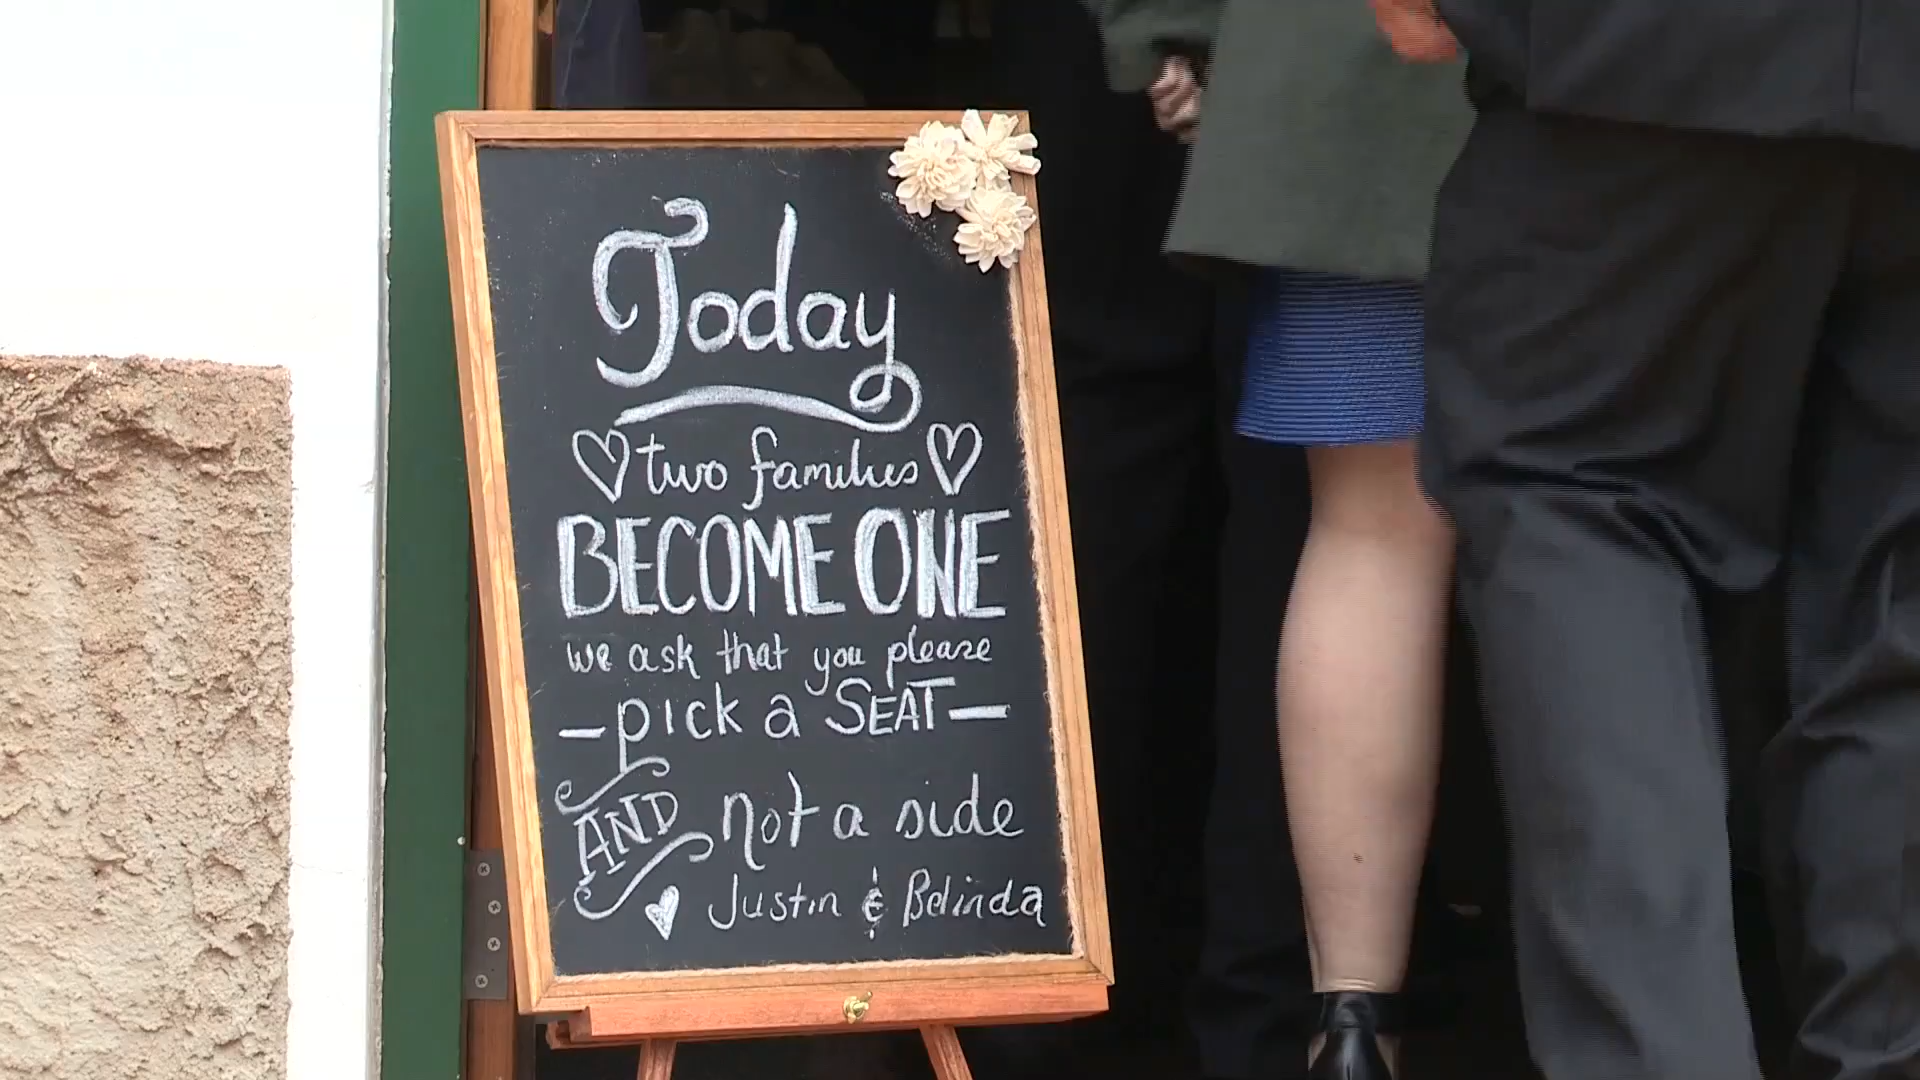 Today
two families
BECOME ONE
we ask that you please
- pick a SEAT -
AND not a side
Justin & Belinda